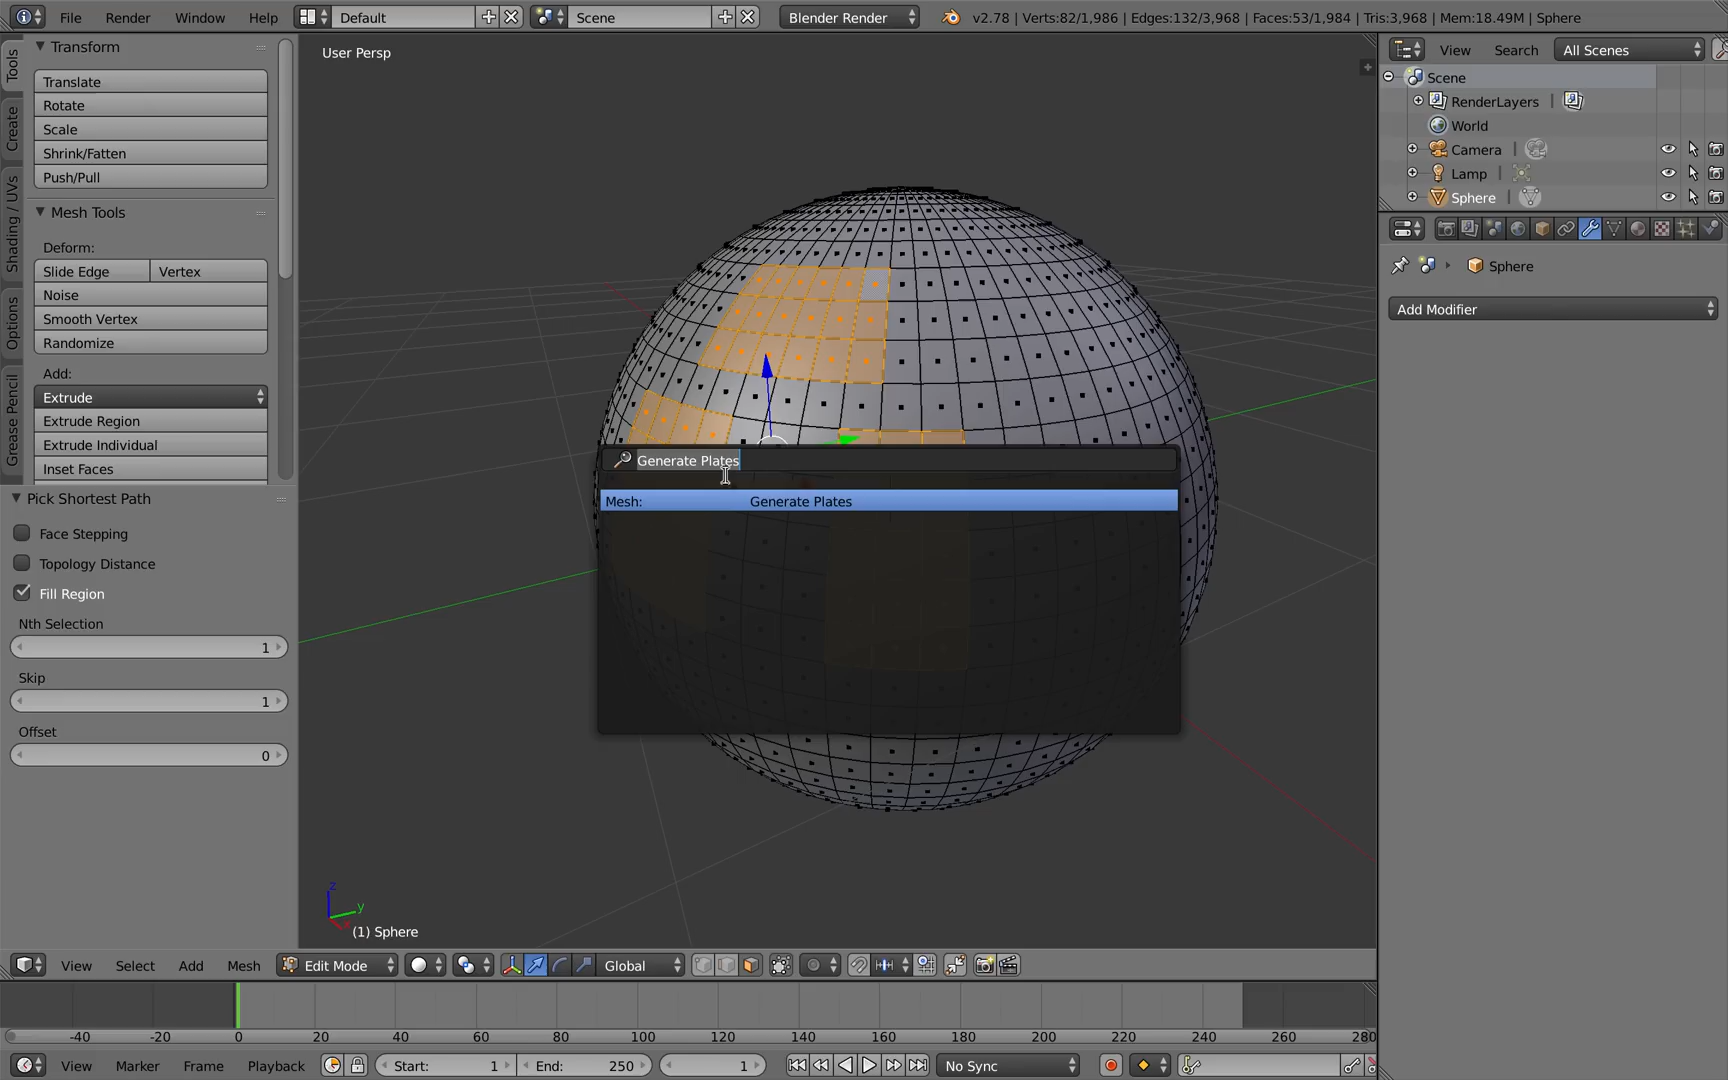 File Render Window Help Default Scene Blender Render v2.78 | Verts:82/1,986 | Edges:132/3,968 | Faces:53/1,984 | Tris:3,968 | Mem:18.49M | Sphere
Tools
Create
Shading / UVs
Options
Grease Pencil
Transform
Translate
Rotate
Scale
Shrink/Fatten
Push/Pull
Mesh Tools
Deform:
Slide Edge Vertex
Noise
Smooth Vertex
Randomize
Add:
Extrude
Extrude Region
Extrude Individual
Inset Faces
Pick Shortest Path
Face Stepping
Topology Distance
Fill Region
Nth Selection
1
Skip
1
Offset
0
User Persp
Generate Plates
Mesh: Generate Plates
z
y
(1) Sphere
View Search All Scenes
Scene
RenderLayers |
World
Camera |
Lamp |
Sphere |
Sphere
Add Modifier
View Select Add Mesh Edit Mode Global
-40 -20 0 20 40 60 80 100 120 140 160 180 200 220 240 260 280
View Marker Frame Playback Start: 1 End: 250 1 No Sync